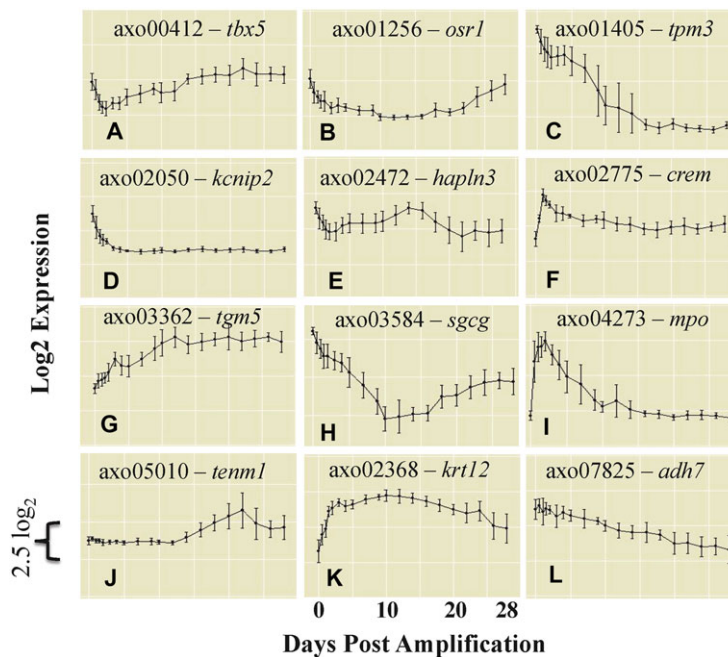 axo00412 – tbx5
axo01256 – osr1
axo01405 – tpm3
A
B
C
axo02050 – kcnip2
axo02472 – hapln3
axo02775 – crem
D
E
F
axo03362 – tgm5
axo03584 – sgcg
axo04273 – mpo
G
H
I
axo05010 – tenm1
axo02368 – krt12
axo07825 – adh7
J
K
L
Log2 Expression
2.5 log2
0 10 20 28
Days Post Amplification